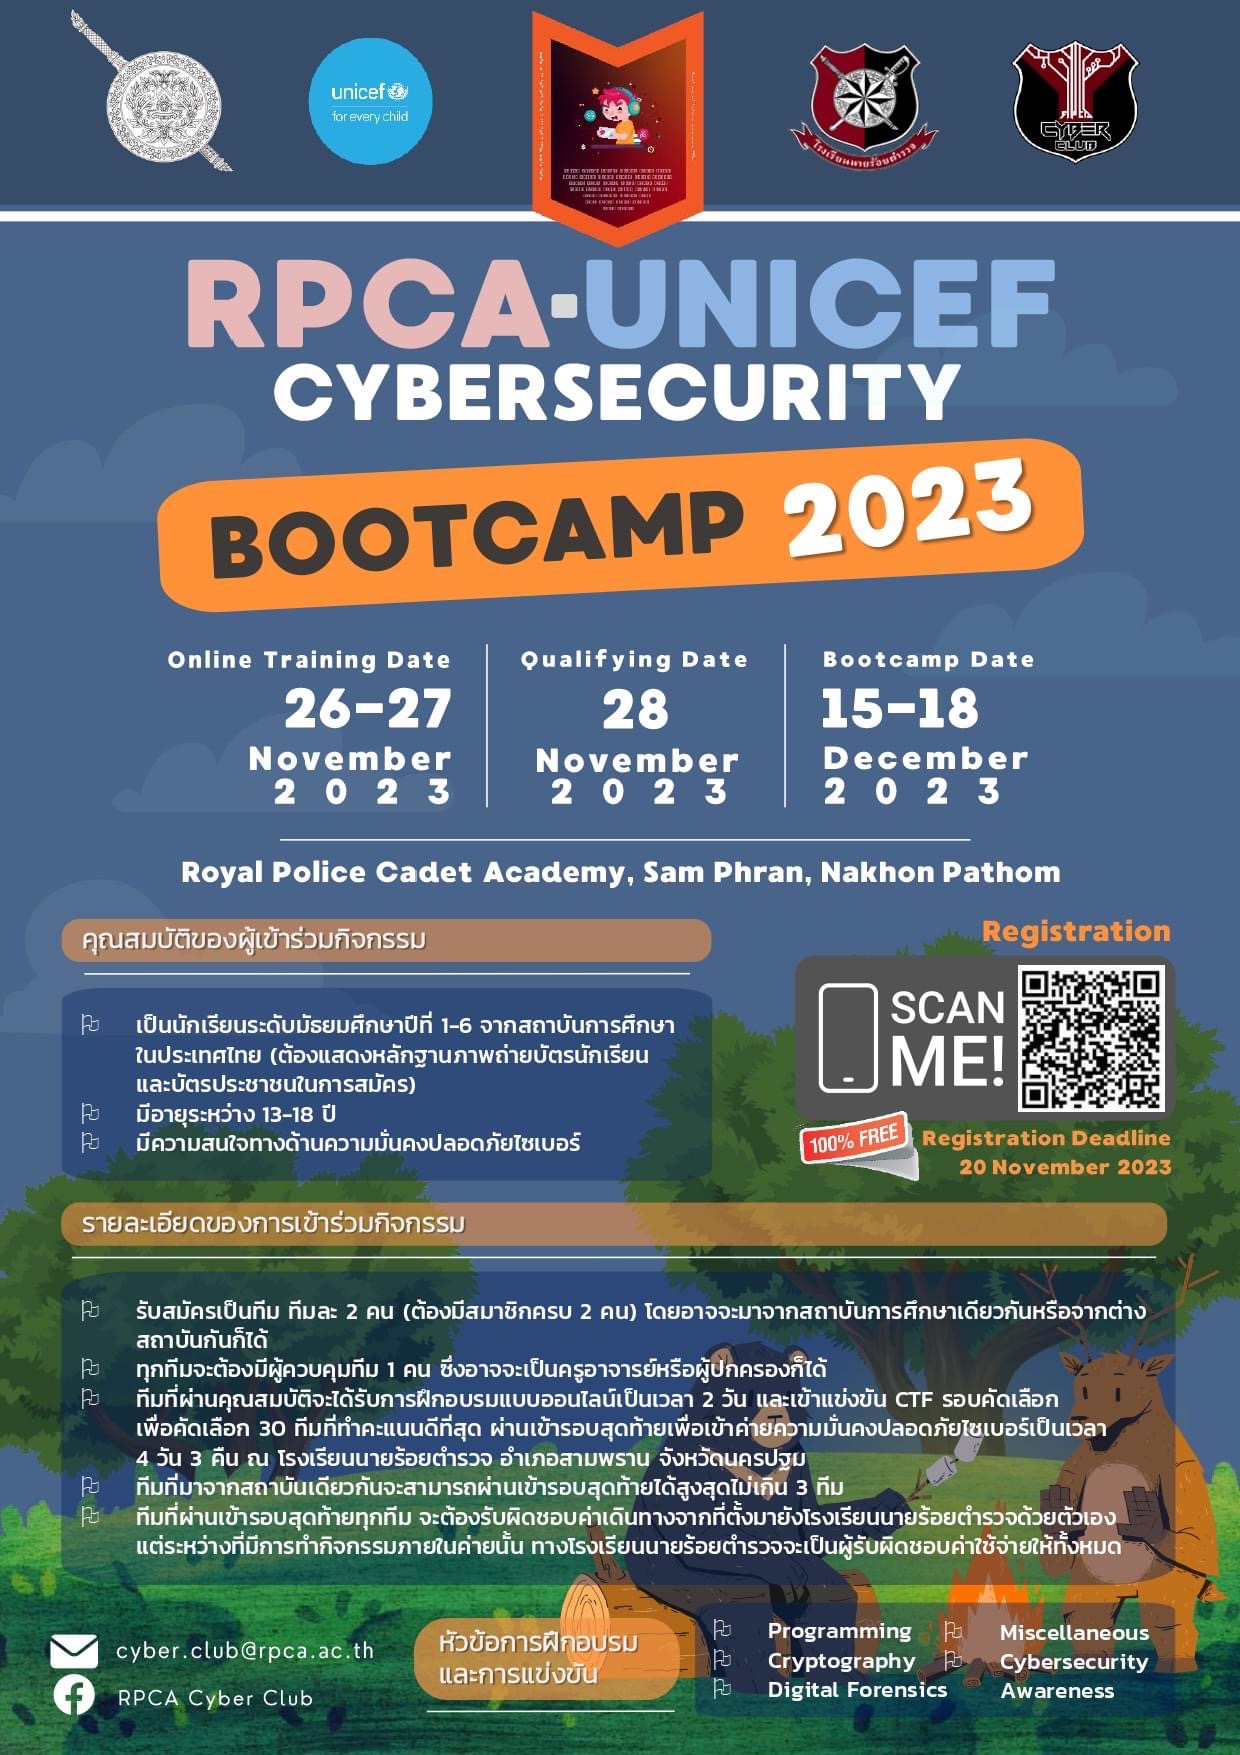 unicef
for every child
โรงเรียนนายร้อยตำรวจ
CYBER
CLUB
RPCA·UNICEF
CYBERSECURITY
BOOTCAMP 2023
Online Training Date
26-27
November
2023
Qualifying Date
28
November
2023
Bootcamp Date
15-18
December
2023
Royal Police Cadet Academy, Sam Phran, Nakhon Pathom
คุณสมบัติของผู้เข้าร่วมกิจกรรม
เป็นนักเรียนระดับมัธยมศึกษาปีที่ 1-6 จากสถาบันการศึกษา
ในประเทศไทย (ต้องแสดงหลักฐานภาพถ่ายบัตรนักเรียน
และบัตรประชาชนในการสมัคร)
มีอายุระหว่าง 13-18 ปี
มีความสนใจทางด้านความมั่นคงปลอดภัยไซเบอร์
Registration
SCAN
ME!
100% FREE
Registration Deadline
20 November 2023
รายละเอียดของการเข้าร่วมกิจกรรม
รับสมัครเป็นทีม ทีมละ 2 คน (ต้องมีสมาชิกครบ 2 คน) โดยอาจจะมาจากสถาบันการศึกษาเดียวกันหรือจากต่าง
สถาบันกันก็ได้
ทุกทีมจะต้องมีผู้ควบคุมทีม 1 คน ซึ่งอาจจะเป็นครูอาจารย์หรือผู้ปกครองก็ได้
ทีมที่ผ่านคุณสมบัติจะได้รับการฝึกอบรมแบบออนไลน์เป็นเวลา 2 วัน และเข้าแข่งขัน CTF รอบคัดเลือก
เพื่อคัดเลือก 30 ทีมที่ทำคะแนนดีที่สุด ผ่านเข้ารอบสุดท้ายเพื่อเข้าค่ายความมั่นคงปลอดภัยไซเบอร์เป็นเวลา
4 วัน 3 คืน ณ โรงเรียนนายร้อยตำรวจ อำเภอสามพราน จังหวัดนครปฐม
ทีมที่มาจากสถาบันเดียวกันจะสามารถผ่านเข้ารอบสุดท้ายได้สูงสุดไม่เกิน 3 ทีม
ทีมที่ผ่านเข้ารอบสุดท้ายทุกทีม จะต้องรับผิดชอบค่าเดินทางจากที่ตั้งมายังโรงเรียนนายร้อยตำรวจด้วยตัวเอง
แต่ระหว่างที่มีการทำกิจกรรมภายในค่ายนั้น ทางโรงเรียนนายร้อยตำรวจจะเป็นผู้รับผิดชอบค่าใช้จ่ายให้ทั้งหมด
cyber.club@rpca.ac.th
RPCA Cyber Club
หัวข้อการฝึกอบรม
และการแข่งขัน
Programming
Cryptography
Digital Forensics
Miscellaneous
Cybersecurity
Awareness